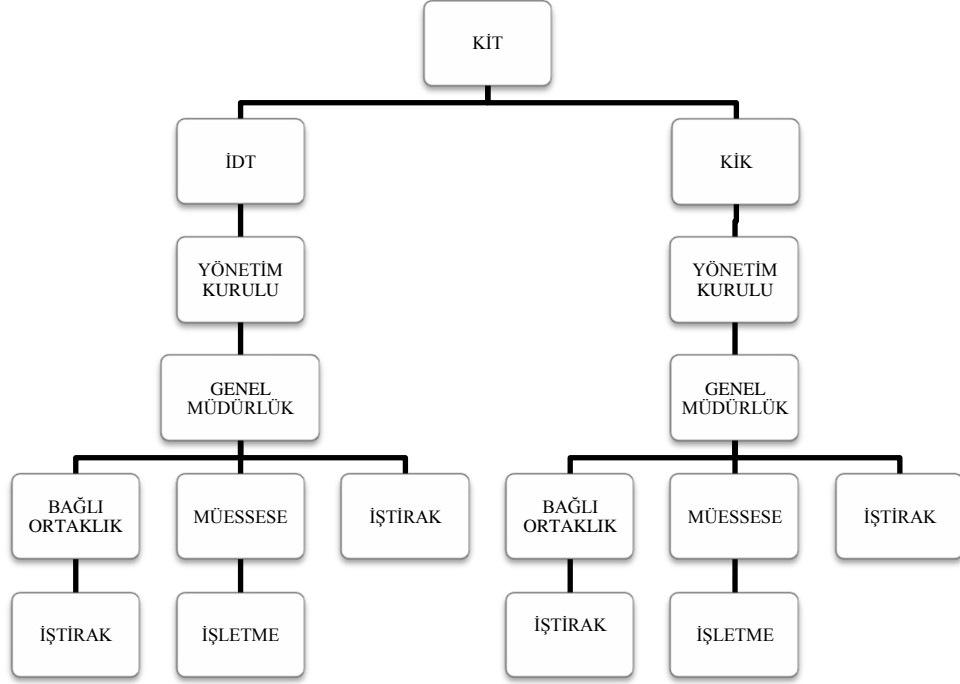 KİT
İDT
KİK
YÖNETİM
KURULU
YÖNETİM
KURULU
GENEL
MÜDÜRLÜK
GENEL
MÜDÜRLÜK
BAĞLI
ORTAKLIK
MÜESSESE
İŞTİRAK
BAĞLI
ORTAKLIK
MÜESSESE
İŞTİRAK
İŞTİRAK
İŞLETME
İŞTİRAK
İŞLETME